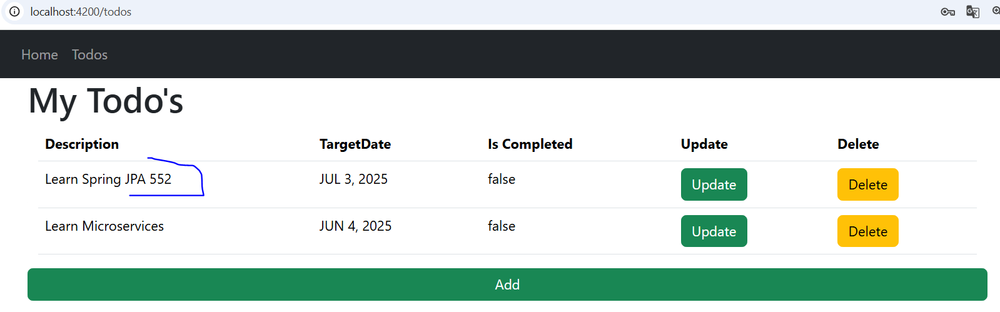 localhost:4200/todos
Home Todos
My Todo's
Description TargetDate Is Completed Update Delete
Learn Spring JPA 552 JUL 3, 2025 false Update Delete
Learn Microservices JUN 4, 2025 false Update Delete
Add